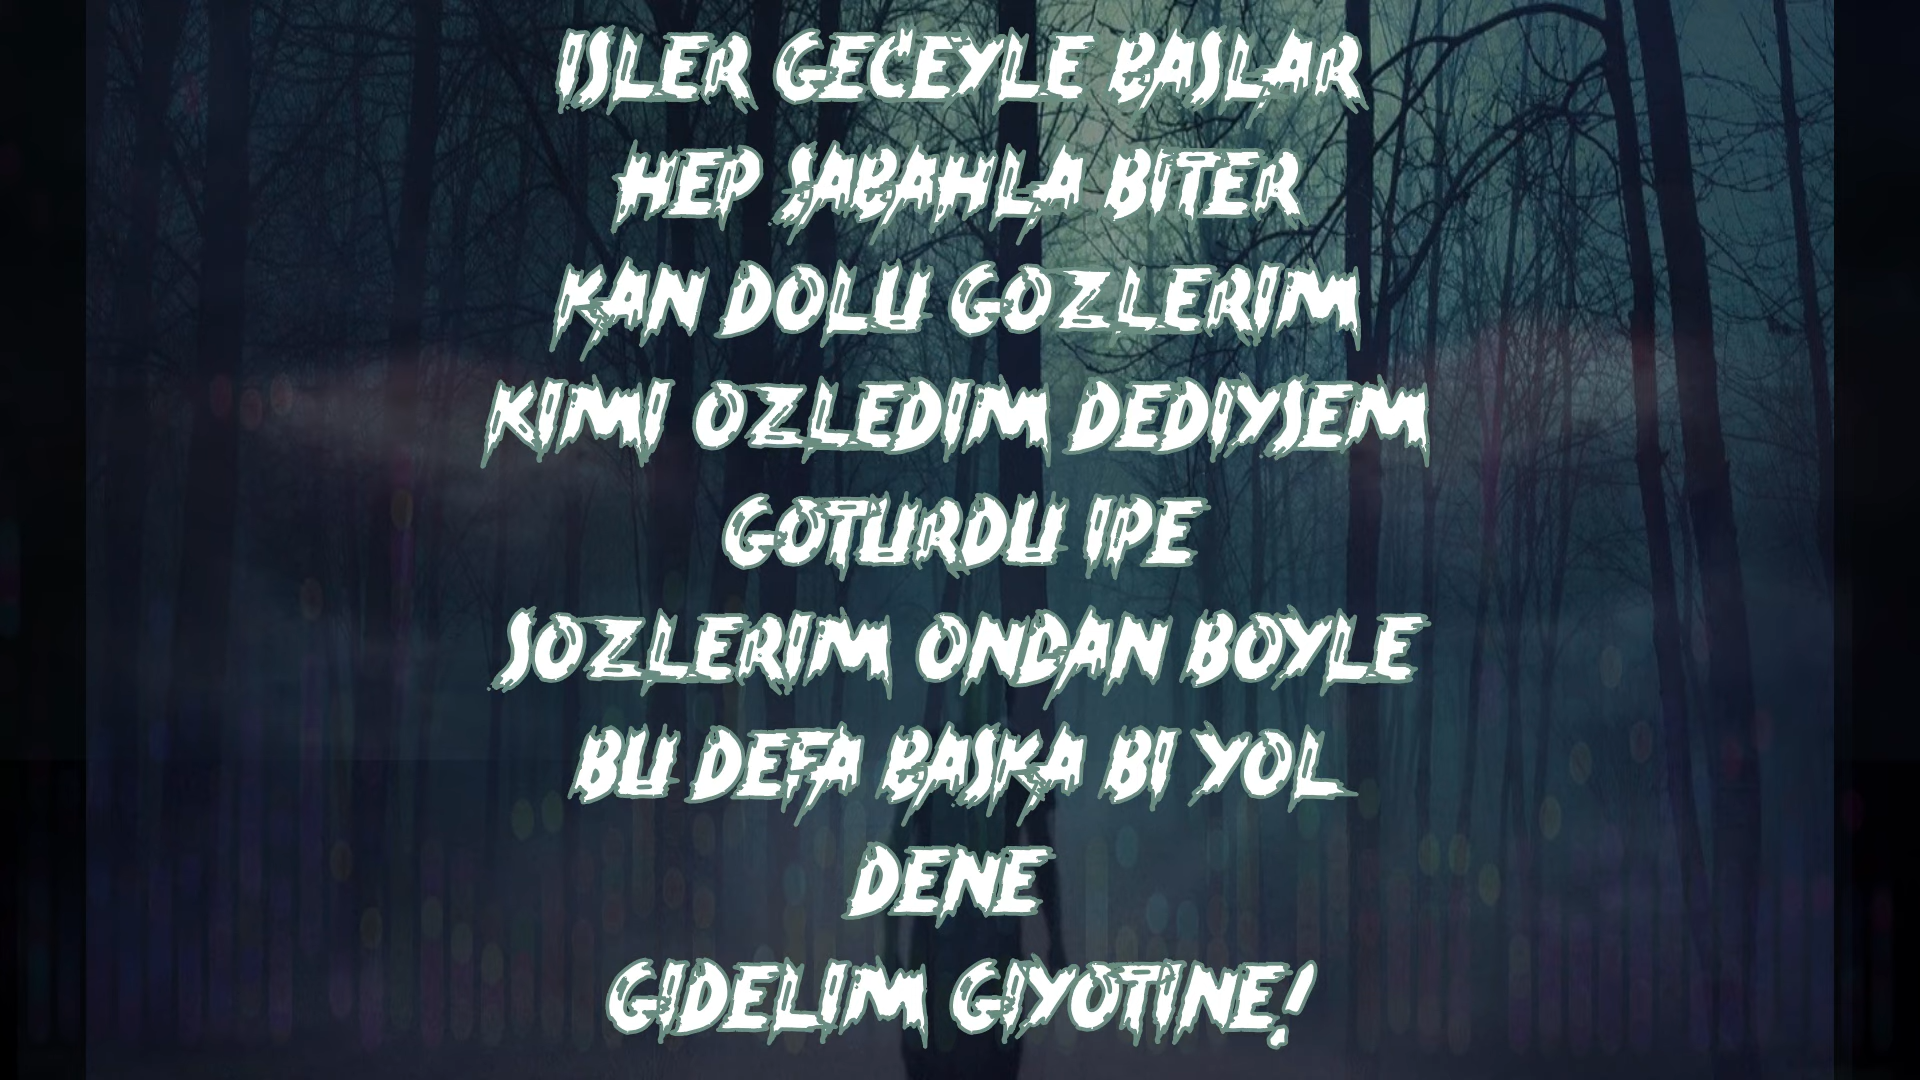 ISLER GECEYLE BASLAR
HEP SABAHLA BITER
KAN DOLU GOZLERIM
KIMI OZLEDIM DEDIYSEM
GOTURDU IPE
SOZLERIM ONDAN BOYLE
BU DEFA BASKA BI YOL
DENE
GIDELIM GIYOTINE!